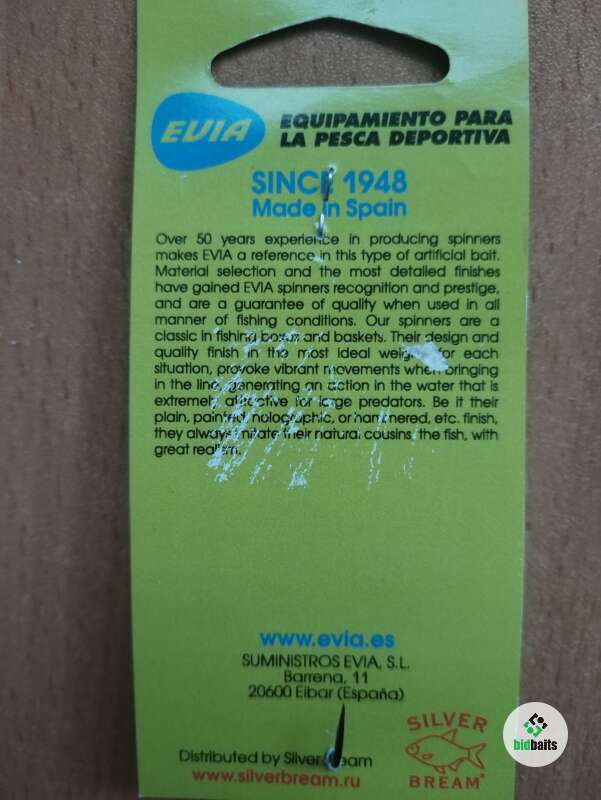 EVIA
EQUIPAMIENTO PARA
LA PESCA DEPORTIVA
SINCE 1948
Made in Spain
Over 50 years experience in producing spinners
makes EVIA a reference in this type of artificial bait.
Material selection and the most detailed finishes
have gained EVIA spinners recognition and prestige,
and are a guarantee of quality when used in all
manner of fishing conditions. Our spinners are a
classic in fishing boxes and baskets. Their design and
quality finish in the most ideal weight for each
situation, provoke vibrant movements when bringing
in the line, generating an action in the water that is
extremely attractive for large predators. Be it their
plain, painted, holographic, or hammered, etc. finish,
they always imitate their natural cousins, the fish, with
great realism.
www.evia.es
SUMINISTROS EVIA, S.L.
Barrena, 11
20600 Eibar (España)
Distributed by Silver Bream
www.silverbream.ru
SILVER
BREAM®
bidbaits